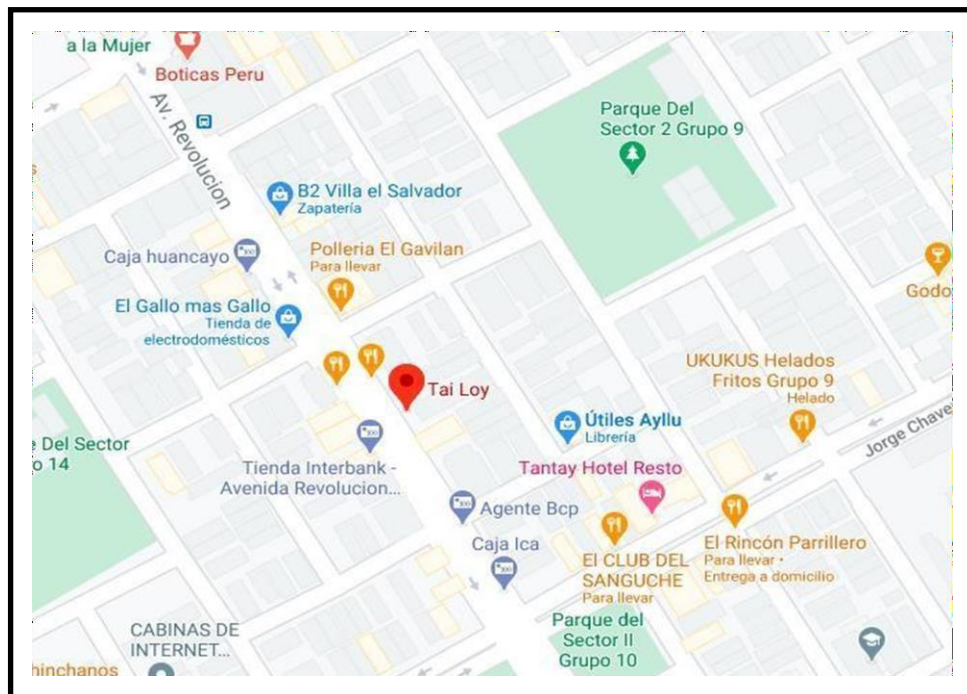 a la Mujer
Boticas Peru
Av. Revolucion
Parque Del
Sector 2 Grupo 9
B2 Villa el Salvador
Zapatería
Caja huancayo
Polleria El Gavilan
Para llevar
Godo
El Gallo mas Gallo
Tienda de
electrodomésticos
UKUKUS Helados
Fritos Grupo 9
Helado
Tai Loy
Útiles Ayllu
Librería
Jorge Chave
e Del Sector
o 14
Tienda Interbank -
Avenida Revolucion...
Tantay Hotel Resto
Agente Bcp
Caja Ica
El CLUB DEL
SANGUCHE
Para llevar
El Rincón Parrillero
Para llevar ·
Entrega a domicilio
Parque del
Sector II
Grupo 10
CABINAS DE
INTERNET...
hinchanos